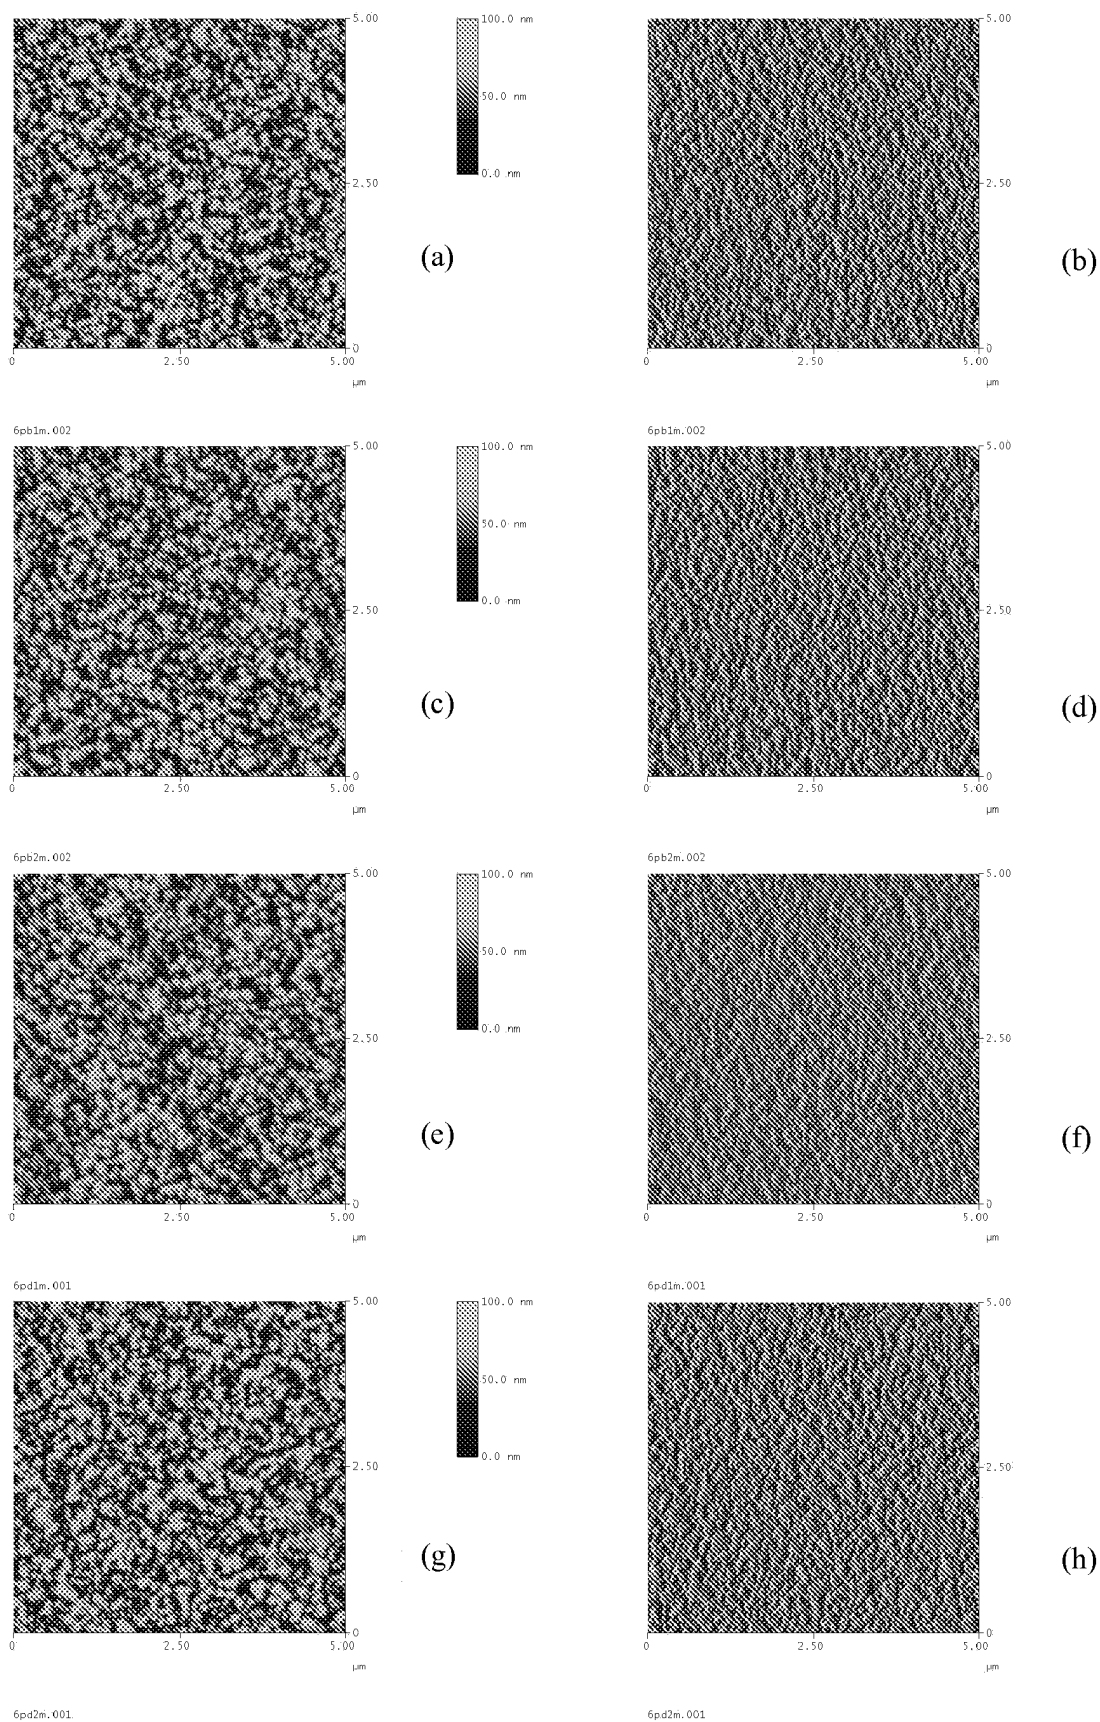 5.00 100.0 nm 5.00
50.0 nm
0.0 nm
2.50 2.50
(a) (b)
0 0
0 2.50 5.00 0 2.50 5.00
µm µm
6pb1m.002 6pb1m.002
5.00 100.0 nm 5.00
50.0 nm
0.0 nm
2.50 2.50
(c) (d)
0 0
0 2.50 5.00 0 2.50 5.00
µm µm
6pb2m.002 6pb2m.002
5.00 100.0 nm 5.00
50.0 nm
0.0 nm
2.50 2.50
(e) (f)
0 0
0 2.50 5.00 0 2.50 5.00
µm µm
6pd1m.001 6pd1m.001
5.00 100.0 nm 5.00
50.0 nm
0.0 nm
2.50 2.50
(g) (h)
0 0
0 2.50 5.00 0 2.50 5.00
µm µm
6pd2m.001 6pd2m.001